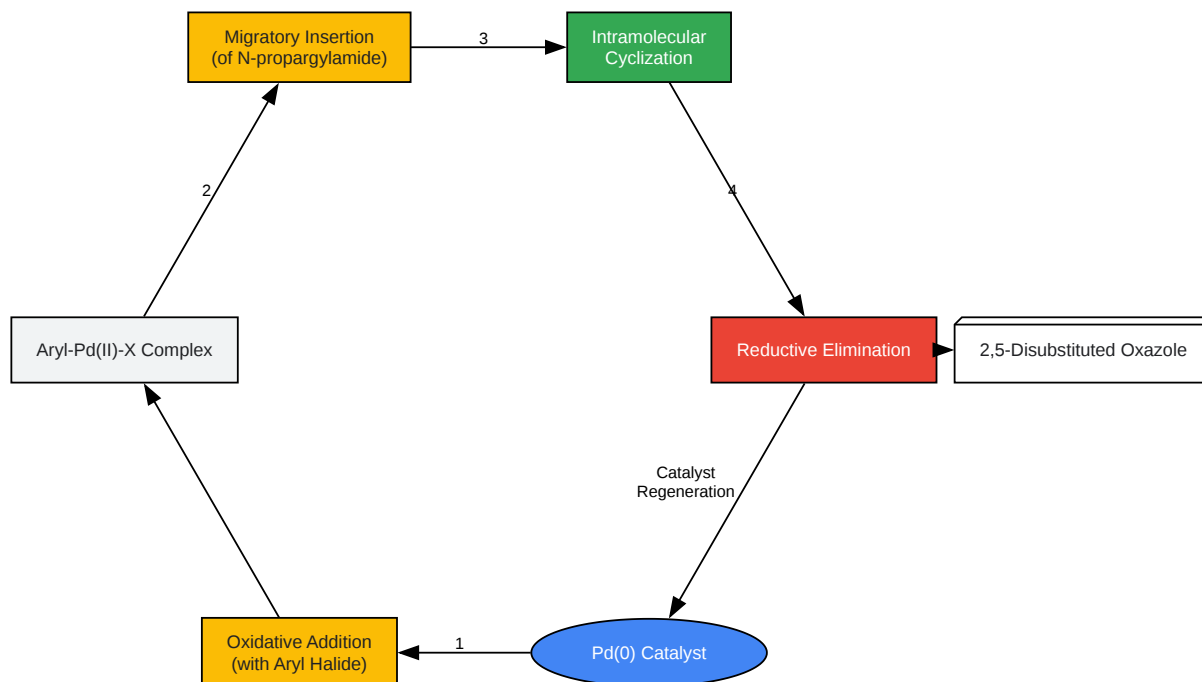 Migratory Insertion
(of N-propargylamide)
3
Intramolecular
Cyclization
2
4
Aryl-Pd(II)-X Complex
Reductive Elimination
2,5-Disubstituted Oxazole
Catalyst
Regeneration
Oxidative Addition
(with Aryl Halide)
1
Pd(0) Catalyst